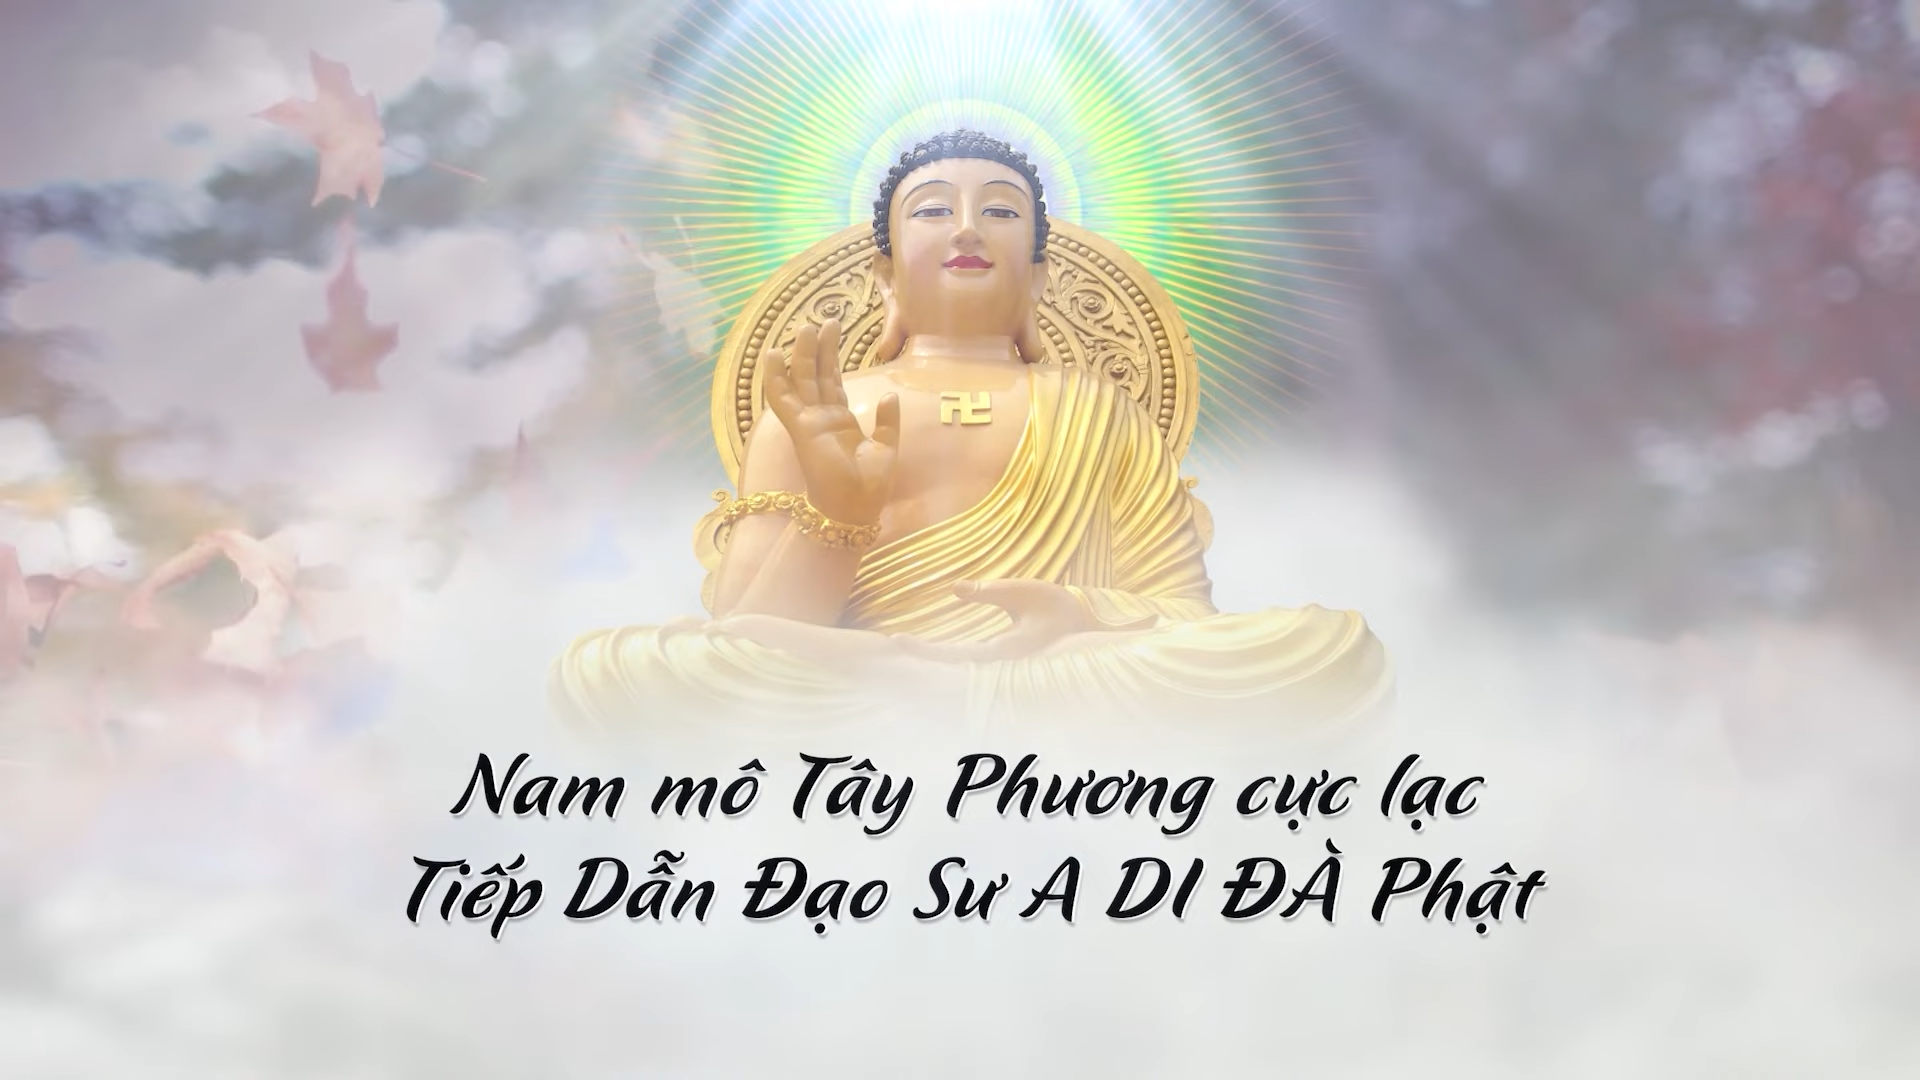 Nam mô Tây Phương cực lạc
Tiếp Dẫn Đạo Sư A DI ĐÀ Phật